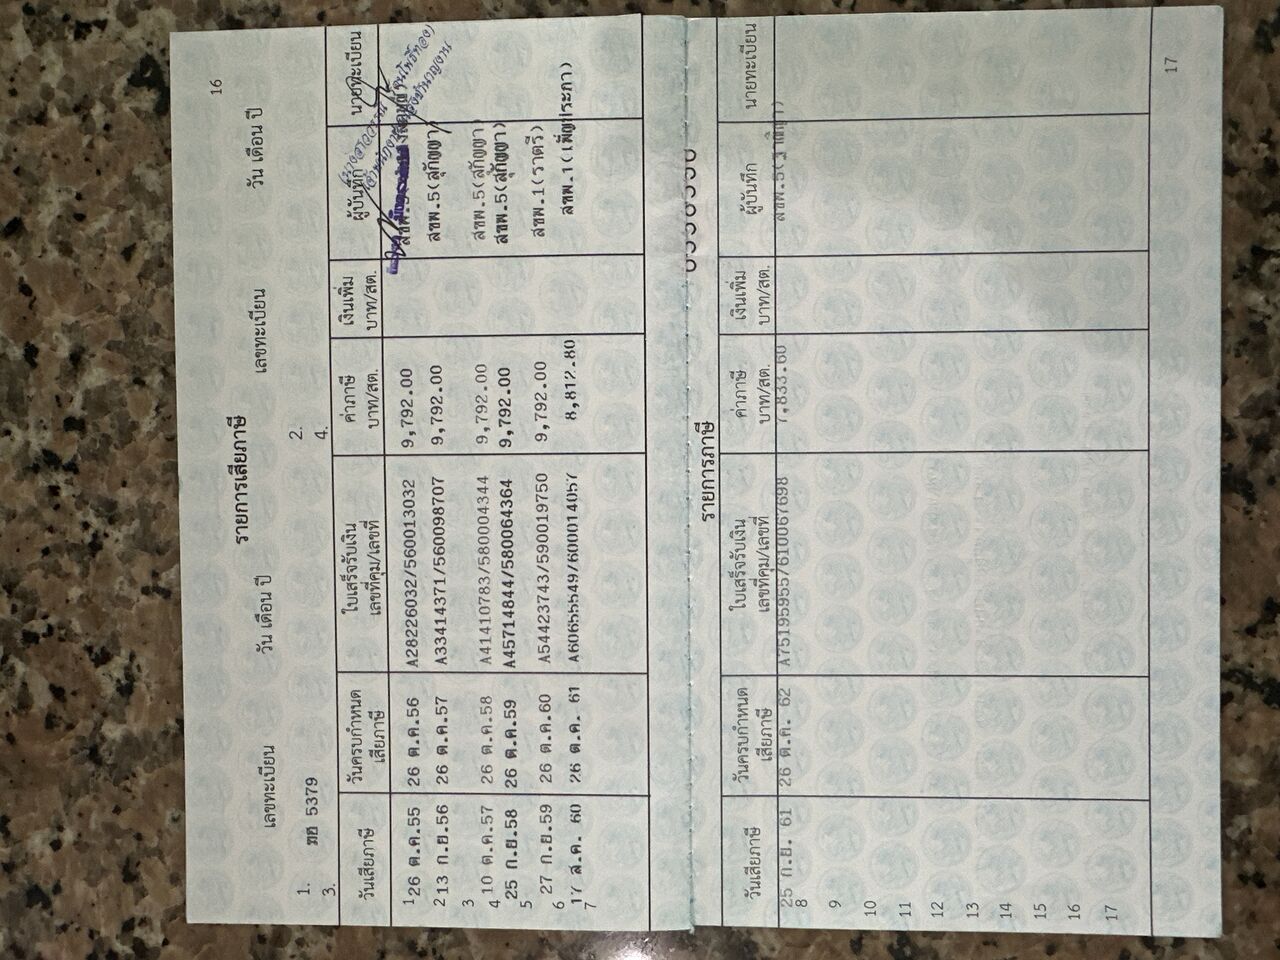 16
รายการเสียภาษี
เลขทะเบียน วัน เดือน ปี เลขทะเบียน วัน เดือน ปี
1. 5379 2.
3. 4.
วันเสียภาษี วันครบกำหนดเสียภาษี ใบเสร็จรับเงิน เลขที่คุม/เลขที่ ค่าภาษี บาท/สต. เงินเพิ่ม บาท/สต. ผู้บันทึก นายทะเบียน
1 26 ต.ค.55 26 ต.ค.56 A28226032/560013032 9,792.00
2 13 ก.ย.56 26 ต.ค.57 A33414371/560098707 9,792.00 สขพ.5(สุกัญญา)
3
4 10 ต.ค.57 26 ต.ค.58 A41410783/580004344 9,792.00 สขพ.5(สุกัญญา)
25 ก.ย.58 26 ต.ค.59 A45714844/580064364 9,792.00 สขพ.5(สุกัญญา)
5
27 ก.ย.59 26 ต.ค.60 A54423743/590019750 9,792.00 สขพ.1(ราตรี)
6
17 ส.ค. 60 26 ต.ค. 61 A60655549/600014057 8,812.80 สขพ.1(เพ็ญประกา)
7
รายการภาษี
วันเสียภาษี วันครบกำหนดเสียภาษี ใบเสร็จรับเงิน เลขที่คุม/เลขที่ ค่าภาษี บาท/สต. เงินเพิ่ม บาท/สต. ผู้บันทึก นายทะเบียน
25 ก.ย. 61 26 ต.ค. 62 A75195955/610067698 7,833.60
8
9
10
11
12
13
14
15
16
17
17